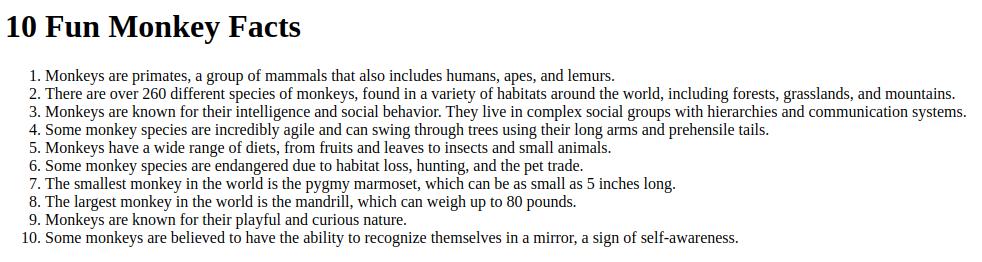 10 Fun Monkey Facts
1. Monkeys are primates, a group of mammals that also includes humans, apes, and lemurs.
2. There are over 260 different species of monkeys, found in a variety of habitats around the world, including forests, grasslands, and mountains.
3. Monkeys are known for their intelligence and social behavior. They live in complex social groups with hierarchies and communication systems.
4. Some monkey species are incredibly agile and can swing through trees using their long arms and prehensile tails.
5. Monkeys have a wide range of diets, from fruits and leaves to insects and small animals.
6. Some monkey species are endangered due to habitat loss, hunting, and the pet trade.
7. The smallest monkey in the world is the pygmy marmoset, which can be as small as 5 inches long.
8. The largest monkey in the world is the mandrill, which can weigh up to 80 pounds.
9. Monkeys are known for their playful and curious nature.
10. Some monkeys are believed to have the ability to recognize themselves in a mirror, a sign of self-awareness.